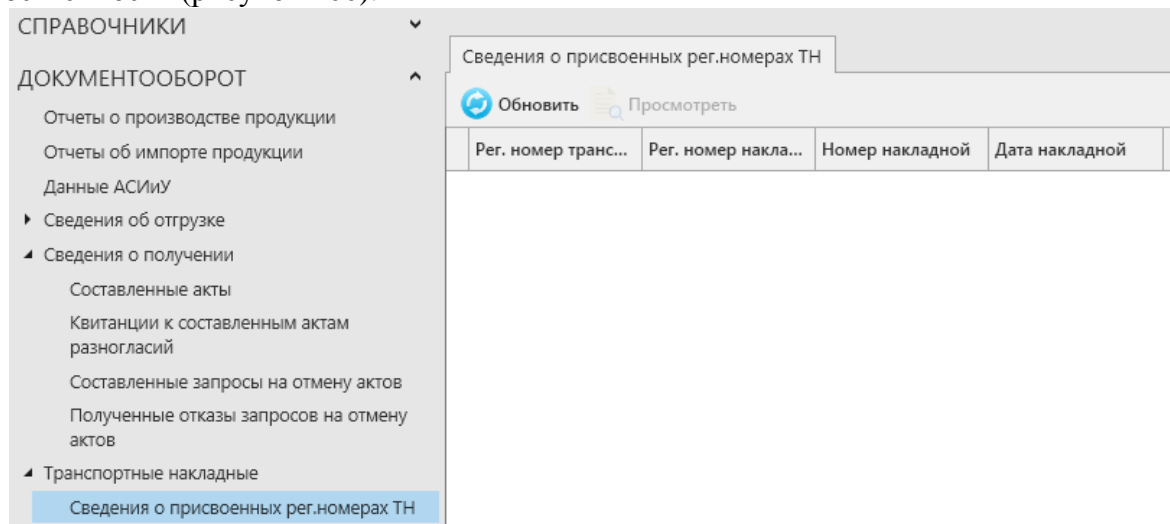 СПРАВОЧНИКИ
ДОКУМЕНТООБОРОТ
Отчеты о производстве продукции
Отчеты об импорте продукции
Данные АСИиУ
Сведения об отгрузке
Сведения о получении
Составленные акты
Квитанции к составленным актам
разногласий
Составленные запросы на отмену актов
Полученные отказы запросов на отмену
актов
Транспортные накладные
Сведения о присвоенных рег.номерах ТН
Сведения о присвоенных рег.номерах ТН
Обновить Просмотреть
Рег. номер транс... Рег. номер накла... Номер накладной Дата накладной